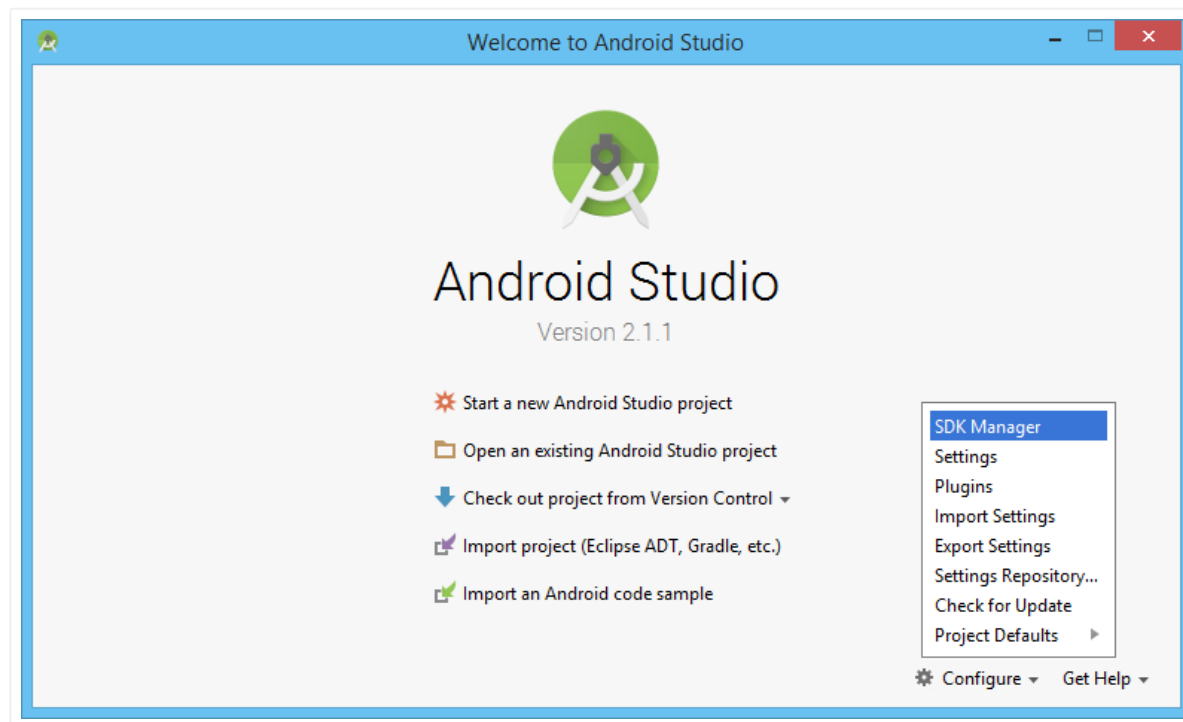 Welcome to Android Studio
Android Studio
Version 2.1.1
Start a new Android Studio project
Open an existing Android Studio project
Check out project from Version Control
Import project (Eclipse ADT, Gradle, etc.)
Import an Android code sample
SDK Manager
Settings
Plugins
Import Settings
Export Settings
Settings Repository...
Check for Update
Project Defaults
Configure
Get Help